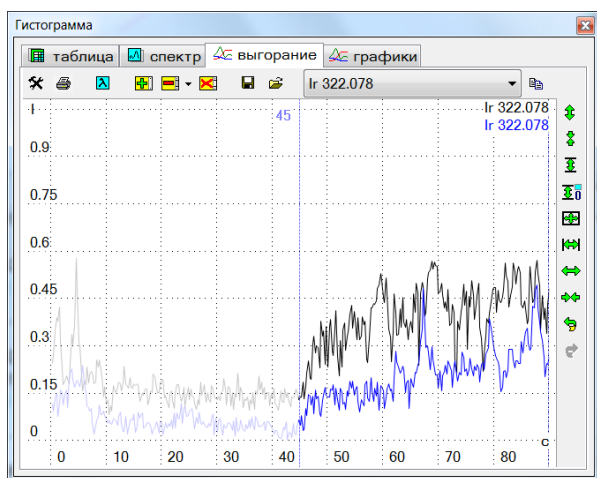 Гистограмма
таблица спектр выгорание графики
Ir 322.078
I Ir 322.078
45 Ir 322.078
0.9
0.75
0.6
0.45
0.3
0.15
0
с
0 10 20 30 40 50 60 70 80